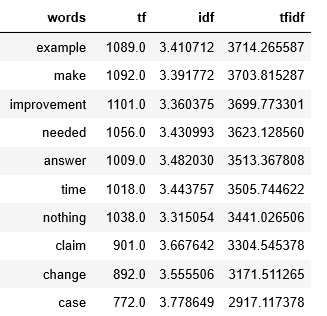 words tf idf tfidf
example 1089.0 3.410712 3714.265587
make 1092.0 3.391772 3703.815287
improvement 1101.0 3.360375 3699.773301
needed 1056.0 3.430993 3623.128560
answer 1009.0 3.482030 3513.367808
time 1018.0 3.443757 3505.744622
nothing 1038.0 3.315054 3441.026506
claim 901.0 3.667642 3304.545378
change 892.0 3.555506 3171.511265
case 772.0 3.778649 2917.117378